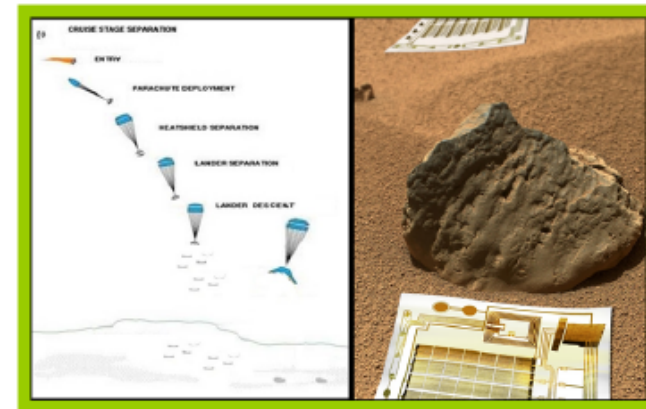 CRUISE STAGE SEPARATION
ENTRY
PARACHUTE DEPLOYMENT
HEATSHIELD SEPARATION
LANDER SEPARATION
LANDER DESCENT